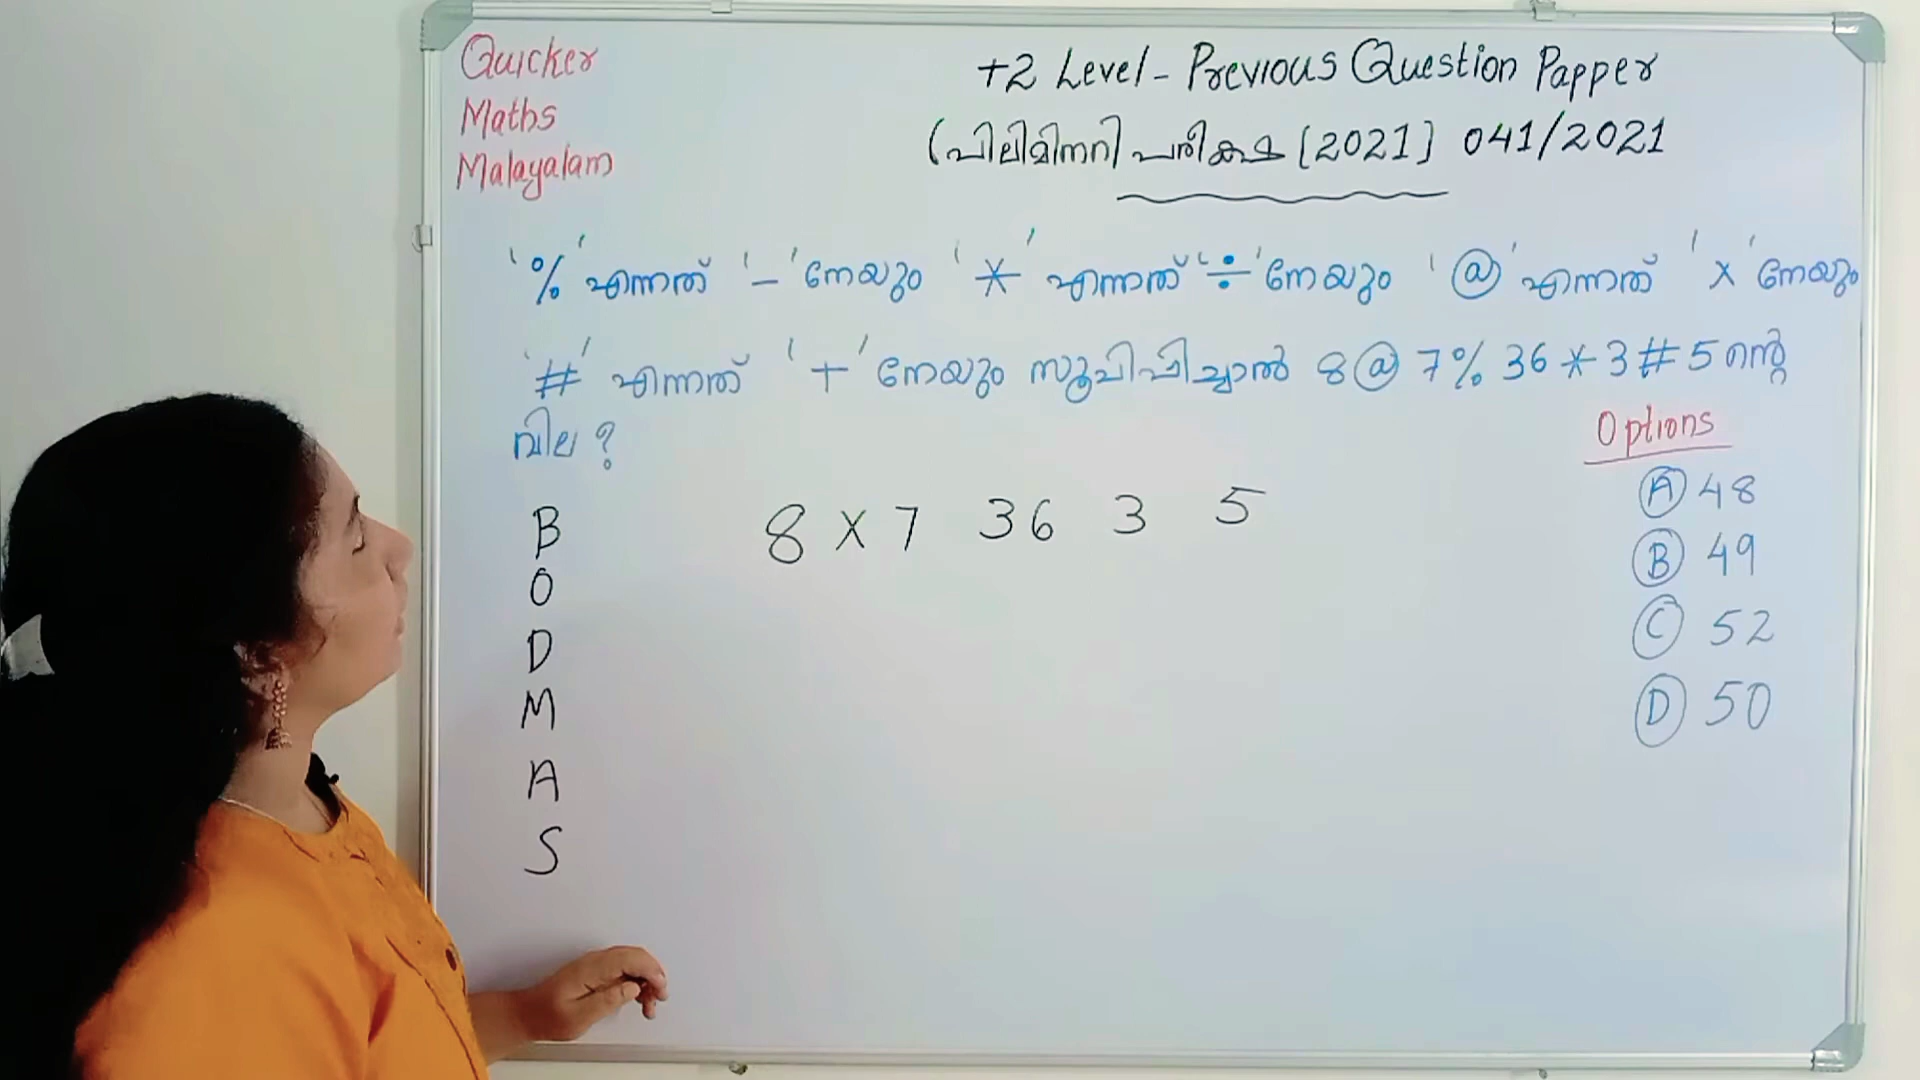 Quicker
Maths
Malayalam
+2 Level - Previous Question Papper
(പിലിമിനറി പരീക്ഷ [2021] 041/2021
'%' എന്നത് '−' നേയും '*' എന്നത് '÷' നേയും '@' എന്നത് '×' നേയും
'#' എന്നത് '+' നേയും സൂചിപ്പിച്ചാൽ 8 @ 7 % 36 * 3 # 5 ന്റെ
വില ?
Options
A 48
B 49
C 52
D 50
8 × 7 36 3 5
B
O
D
M
A
S